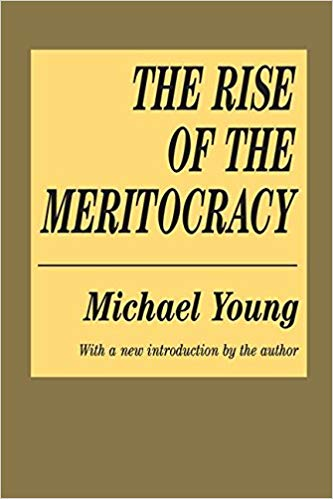 THE RISE
OF THE
MERITOCRACY
Michael Young
With a new introduction by the author